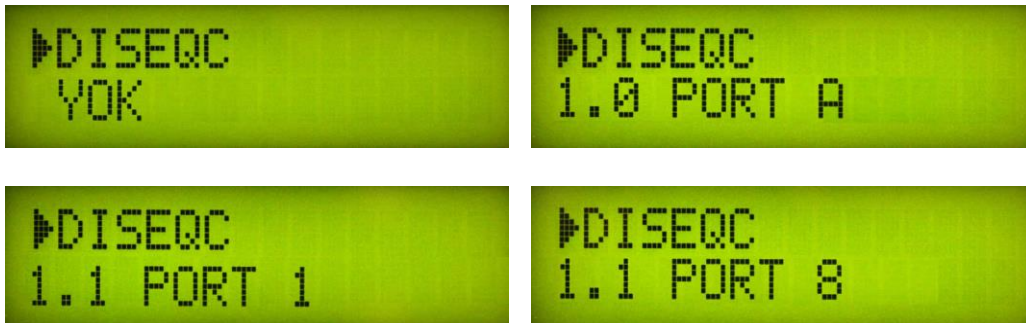 DISEQC
YOK
DISEQC
1.0 PORT A
DISEQC
1.1 PORT 1
DISEQC
1.1 PORT 8